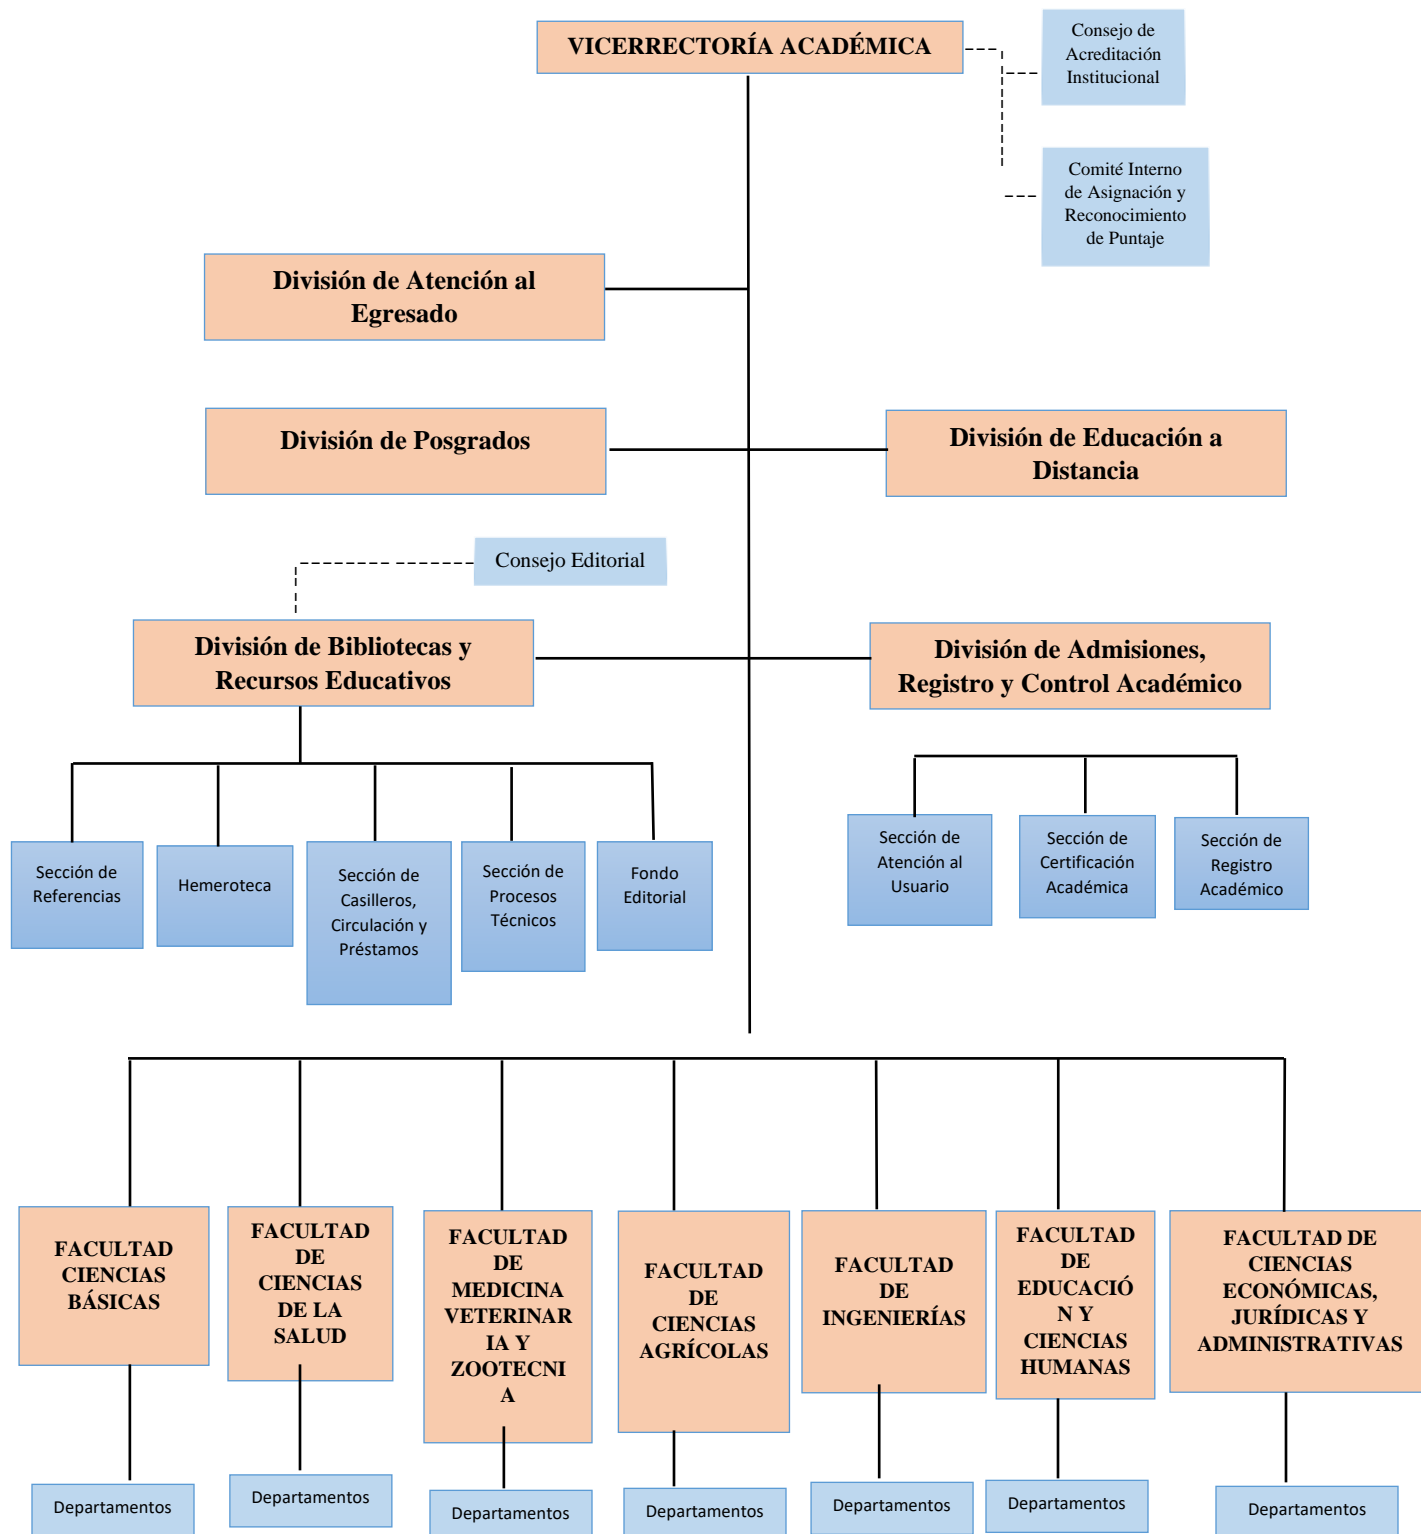 VICERRECTORÍA ACADÉMICA
Consejo de
Acreditación
Institucional
Comité Interno
de Asignación y
Reconocimiento
de Puntaje
División de Atención al
Egresado
División de Posgrados
División de Educación a
Distancia
Consejo Editorial
División de Bibliotecas y
Recursos Educativos
División de Admisiones,
Registro y Control Académico
Sección de
Referencias
Hemeroteca
Sección de
Casilleros,
Circulación y
Préstamos
Sección de
Procesos
Técnicos
Fondo
Editorial
Sección de
Atención al
Usuario
Sección de
Certificación
Académica
Sección de
Registro
Académico
FACULTAD
CIENCIAS
BÁSICAS
FACULTAD
DE
CIENCIAS
DE LA
SALUD
FACULTAD
DE
MEDICINA
VETERINAR
IA Y
ZOOTECNI
A
FACULTAD
DE
CIENCIAS
AGRÍCOLAS
FACULTAD
DE
INGENIERÍAS
FACULTAD
DE
EDUCACIÓ
N Y
CIENCIAS
HUMANAS
FACULTAD DE
CIENCIAS
ECONÓMICAS,
JURÍDICAS Y
ADMINISTRATIVAS
Departamentos
Departamentos
Departamentos
Departamentos
Departamentos
Departamentos
Departamentos